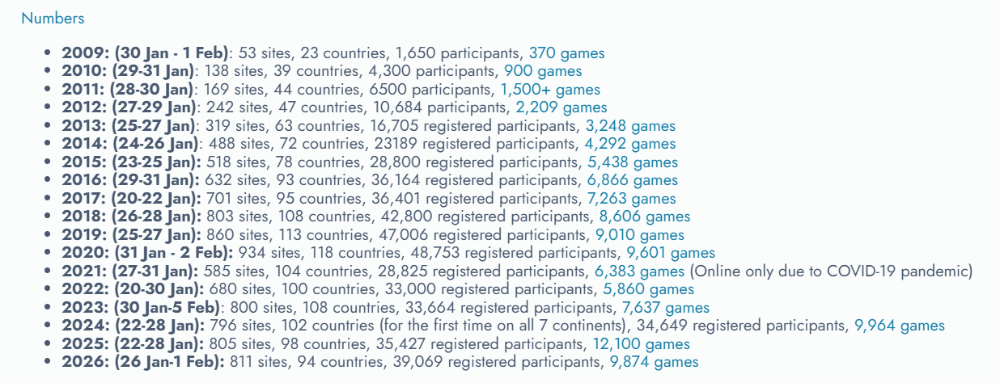 Numbers
• 2009: (30 Jan - 1 Feb): 53 sites, 23 countries, 1,650 participants, 370 games
• 2010: (29-31 Jan): 138 sites, 39 countries, 4,300 participants, 900 games
• 2011: (28-30 Jan): 169 sites, 44 countries, 6500 participants, 1,500+ games
• 2012: (27-29 Jan): 242 sites, 47 countries, 10,684 participants, 2,209 games
• 2013: (25-27 Jan): 319 sites, 63 countries, 16,705 registered participants, 3,248 games
• 2014: (24-26 Jan): 488 sites, 72 countries, 23189 registered participants, 4,292 games
• 2015: (23-25 Jan): 518 sites, 78 countries, 28,800 registered participants, 5,438 games
• 2016: (29-31 Jan): 632 sites, 93 countries, 36,164 registered participants, 6,866 games
• 2017: (20-22 Jan): 701 sites, 95 countries, 36,401 registered participants, 7,263 games
• 2018: (26-28 Jan): 803 sites, 108 countries, 42,800 registered participants, 8,606 games
• 2019: (25-27 Jan): 860 sites, 113 countries, 47,006 registered participants, 9,010 games
• 2020: (31 Jan - 2 Feb): 934 sites, 118 countries, 48,753 registered participants, 9,601 games
• 2021: (27-31 Jan): 585 sites, 104 countries, 28,825 registered participants, 6,383 games (Online only due to COVID-19 pandemic)
• 2022: (20-30 Jan): 680 sites, 100 countries, 33,000 registered participants, 5,860 games
• 2023: (30 Jan-5 Feb): 800 sites, 108 countries, 33,664 registered participants, 7,637 games
• 2024: (22-28 Jan): 796 sites, 102 countries (for the first time on all 7 continents), 34,649 registered participants, 9,964 games
• 2025: (22-28 Jan): 805 sites, 98 countries, 35,427 registered participants, 12,100 games
• 2026: (26 Jan-1 Feb): 811 sites, 94 countries, 39,069 registered participants, 9,874 games